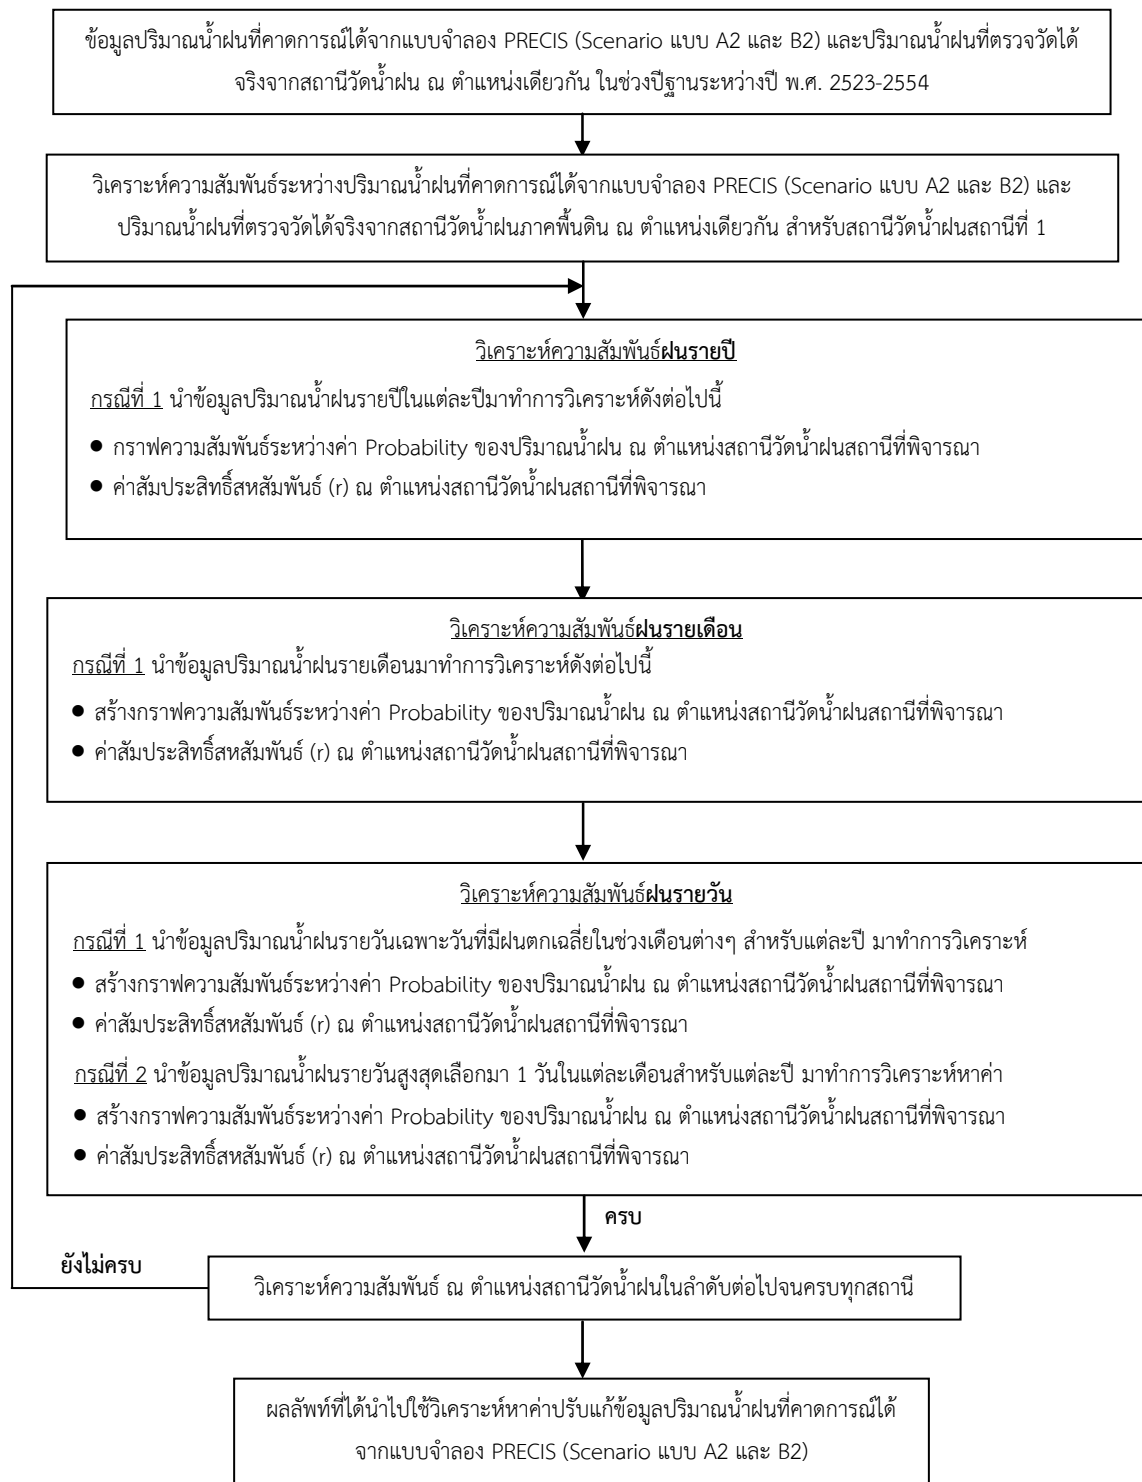 ข้อมูลปริมาณน้ำฝนที่คาดการณ์ได้จากแบบจำลอง PRECIS (Scenario แบบ A2 และ B2) และปริมาณน้ำฝนที่ตรวจวัดได้
จริงจากสถานีวัดน้ำฝน ณ ตำแหน่งเดียวกัน ในช่วงปีฐานระหว่างปี พ.ศ. 2523-2554
วิเคราะห์ความสัมพันธ์ระหว่างปริมาณน้ำฝนที่คาดการณ์ได้จากแบบจำลอง PRECIS (Scenario แบบ A2 และ B2) และ
ปริมาณน้ำฝนที่ตรวจวัดได้จริงจากสถานีวัดน้ำฝนภาคพื้นดิน ณ ตำแหน่งเดียวกัน สำหรับสถานีวัดน้ำฝนสถานีที่ 1
วิเคราะห์ความสัมพันธ์ฝนรายปี
กรณีที่ 1 นำข้อมูลปริมาณน้ำฝนรายปีในแต่ละปีมาทำการวิเคราะห์ดังต่อไปนี้
● กราฟความสัมพันธ์ระหว่างค่า Probability ของปริมาณน้ำฝน ณ ตำแหน่งสถานีวัดน้ำฝนสถานีที่พิจารณา
● ค่าสัมประสิทธิ์สหสัมพันธ์ (r) ณ ตำแหน่งสถานีวัดน้ำฝนสถานีที่พิจารณา
วิเคราะห์ความสัมพันธ์ฝนรายเดือน
กรณีที่ 1 นำข้อมูลปริมาณน้ำฝนรายเดือนมาทำการวิเคราะห์ดังต่อไปนี้
● สร้างกราฟความสัมพันธ์ระหว่างค่า Probability ของปริมาณน้ำฝน ณ ตำแหน่งสถานีวัดน้ำฝนสถานีที่พิจารณา
● ค่าสัมประสิทธิ์สหสัมพันธ์ (r) ณ ตำแหน่งสถานีวัดน้ำฝนสถานีที่พิจารณา
วิเคราะห์ความสัมพันธ์ฝนรายวัน
กรณีที่ 1 นำข้อมูลปริมาณน้ำฝนรายวันเฉพาะวันที่มีฝนตกเฉลี่ยในช่วงเดือนต่างๆ สำหรับแต่ละปี มาทำการวิเคราะห์
● สร้างกราฟความสัมพันธ์ระหว่างค่า Probability ของปริมาณน้ำฝน ณ ตำแหน่งสถานีวัดน้ำฝนสถานีที่พิจารณา
● ค่าสัมประสิทธิ์สหสัมพันธ์ (r) ณ ตำแหน่งสถานีวัดน้ำฝนสถานีที่พิจารณา
กรณีที่ 2 นำข้อมูลปริมาณน้ำฝนรายวันสูงสุดเลือกมา 1 วันในแต่ละเดือนสำหรับแต่ละปี มาทำการวิเคราะห์หาค่า
● สร้างกราฟความสัมพันธ์ระหว่างค่า Probability ของปริมาณน้ำฝน ณ ตำแหน่งสถานีวัดน้ำฝนสถานีที่พิจารณา
● ค่าสัมประสิทธิ์สหสัมพันธ์ (r) ณ ตำแหน่งสถานีวัดน้ำฝนสถานีที่พิจารณา
ครบ
ยังไม่ครบ
วิเคราะห์ความสัมพันธ์ ณ ตำแหน่งสถานีวัดน้ำฝนในลำดับต่อไปจนครบทุกสถานี
ผลลัพท์ที่ได้นำไปใช้วิเคราะห์หาค่าปรับแก้ข้อมูลปริมาณน้ำฝนที่คาดการณ์ได้
จากแบบจำลอง PRECIS (Scenario แบบ A2 และ B2)